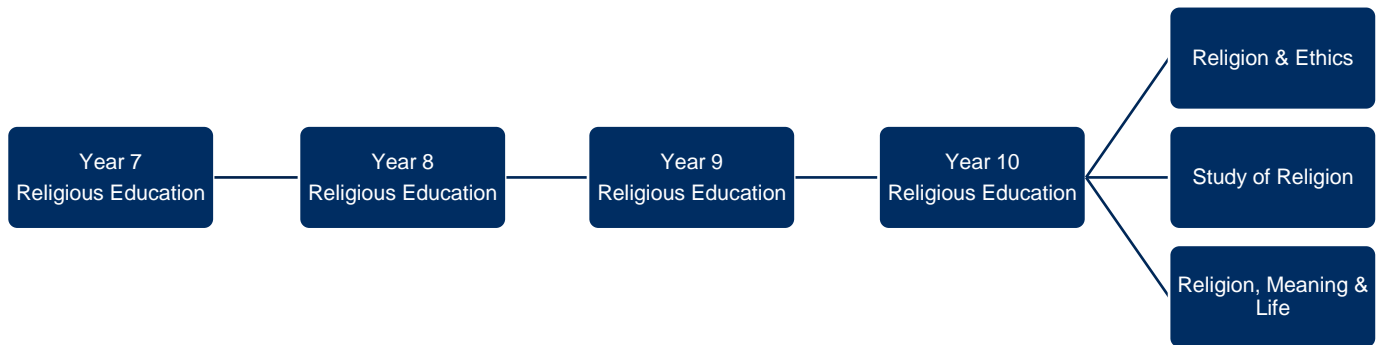 Year 7
Religious Education
Year 8
Religious Education
Year 9
Religious Education
Year 10
Religious Education
Religion & Ethics
Study of Religion
Religion, Meaning &
Life